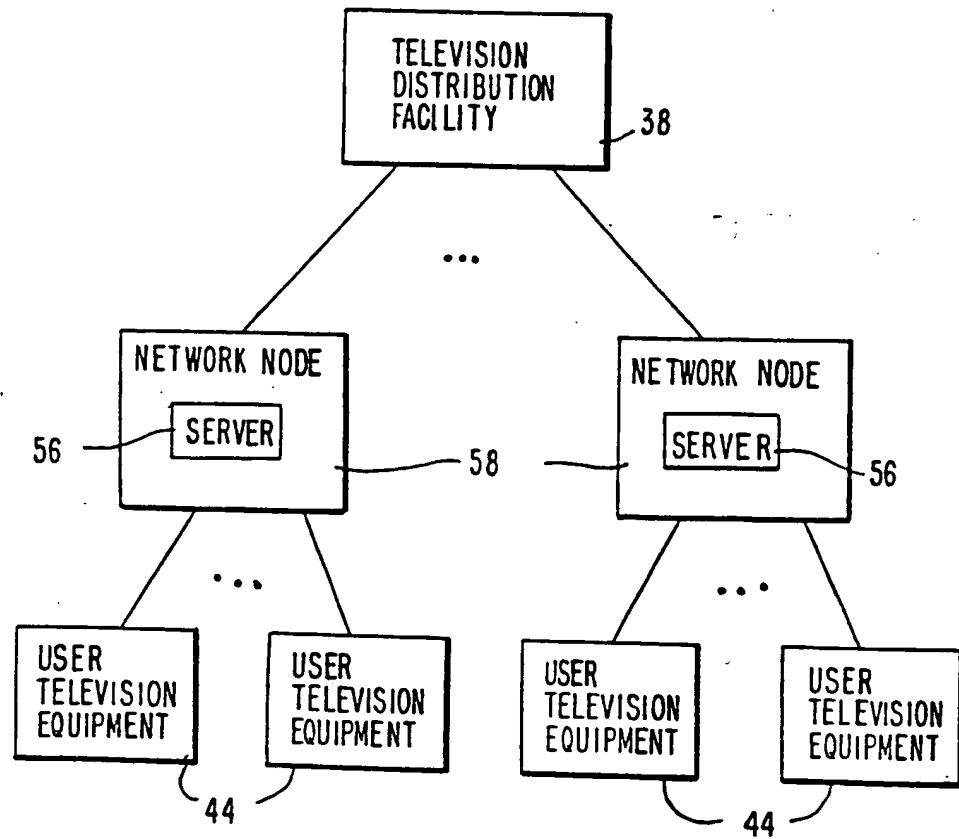 TELEVISION
DISTRIBUTION
FACILITY
38
...
NETWORK NODE
SERVER
56
58
NETWORK NODE
SERVER
56
...
...
USER
TELEVISION
EQUIPMENT
USER
TELEVISION
EQUIPMENT
44
USER
TELEVISION
EQUIPMENT
USER
TELEVISION
EQUIPMENT
44